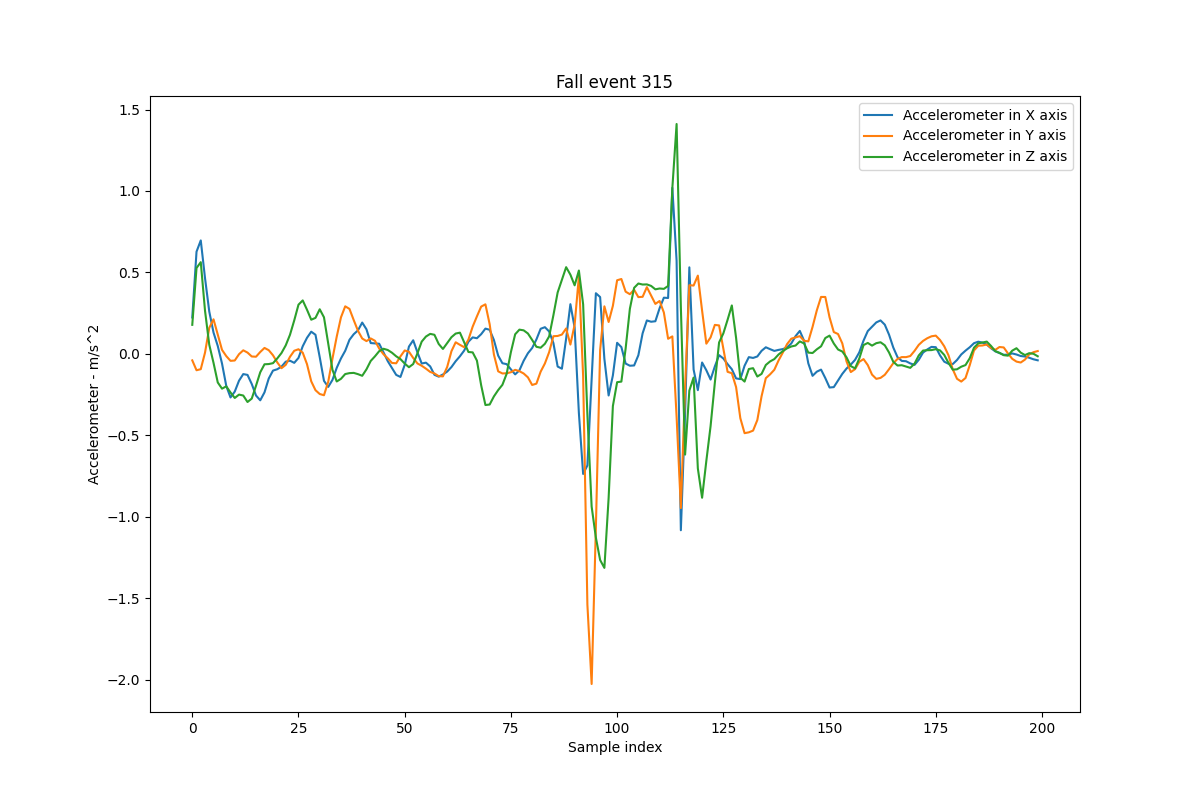 Fall event 315
Accelerometer in X axis
Accelerometer in Y axis
Accelerometer in Z axis
1.5
1.0
0.5
0.0
−0.5
−1.0
−1.5
−2.0
Accelerometer - m/s^2
0 25 50 75 100 125 150 175 200
Sample index